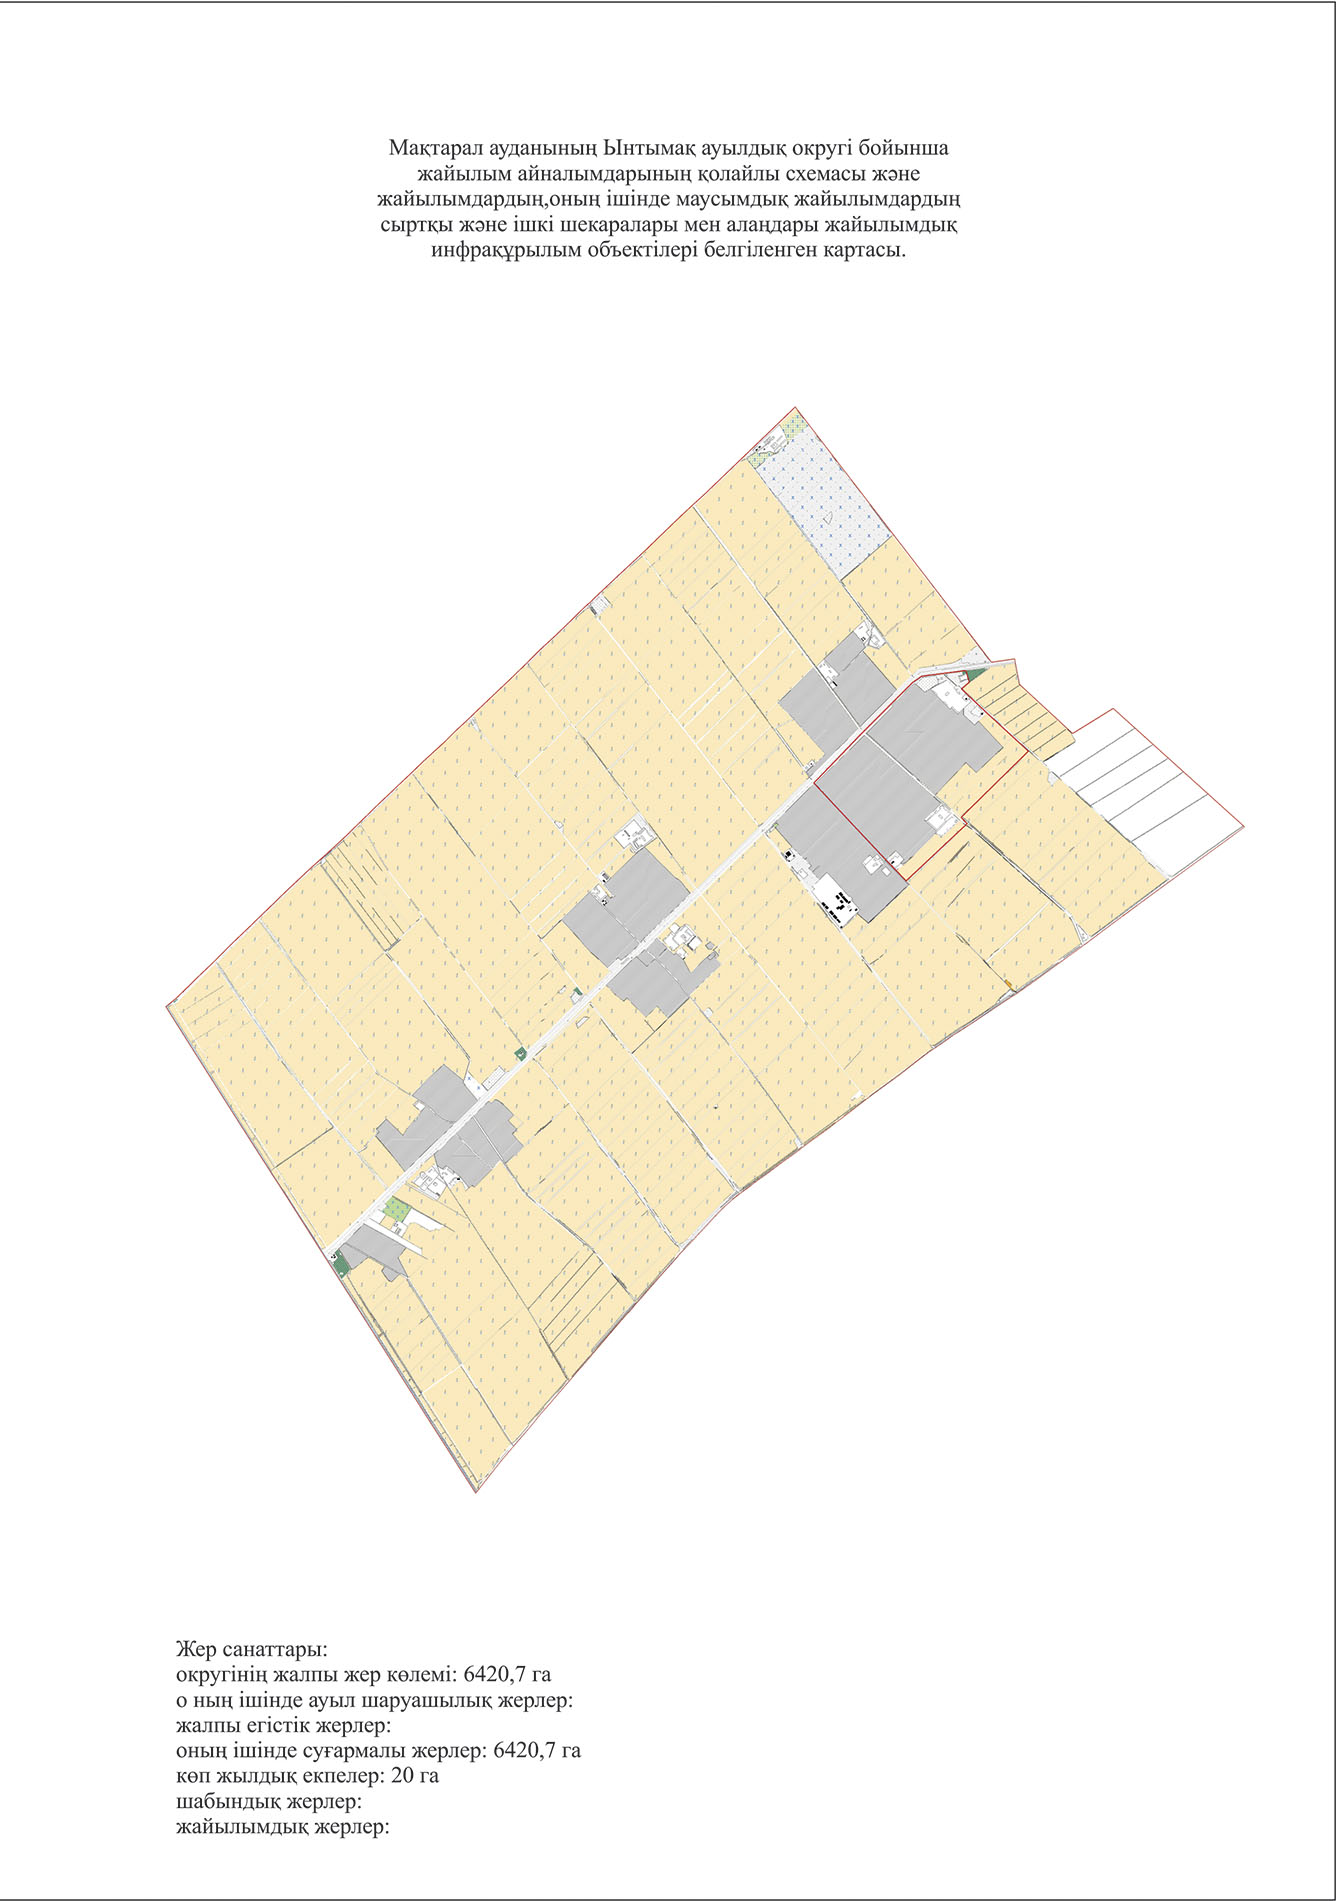 Мақтарал ауданының Ынтымақ ауылдық округі бойынша
жайылым айналымдарының қолайлы схемасы және
жайылымдардың,оның ішінде маусымдық жайылымдардың
сыртқы және ішкі шекаралары мен алаңдары жайылымдық
инфрақұрылым объектілері белгіленген картасы.
Жер санаттары:
округінің жалпы жер көлемі: 6420,7 га
о ның ішінде ауыл шаруашылық жерлер:
жалпы егістік жерлер:
оның ішінде суғармалы жерлер: 6420,7 га
көп жылдық екпелер: 20 га
шабындық жерлер:
жайылымдық жерлер: